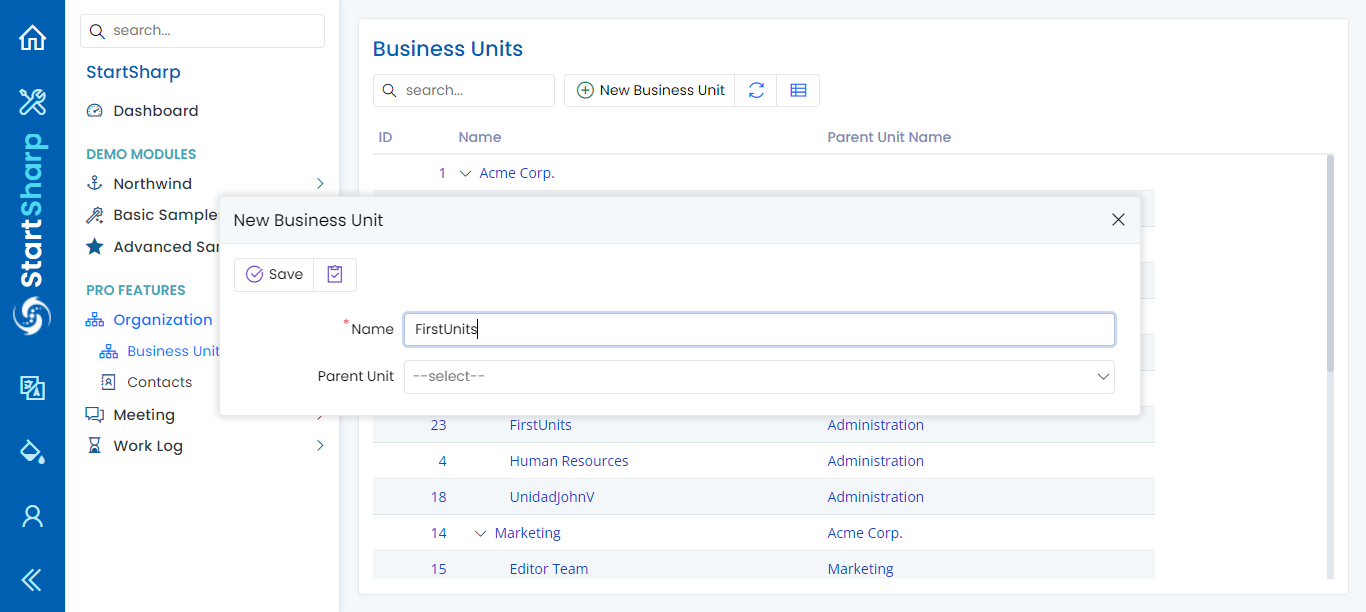 StartSharp
search...
StartSharp
Dashboard
DEMO MODULES
Northwind
Basic Sample
Advanced Sa
PRO FEATURES
Organization
Business Unit
Contacts
Meeting
Work Log
Business Units
search...
New Business Unit
ID Name Parent Unit Name
1 Acme Corp.
New Business Unit
Save
* Name FirstUnits
Parent Unit --select--
23 FirstUnits Administration
4 Human Resources Administration
18 UnidadJohnV Administration
14 Marketing Acme Corp.
15 Editor Team Marketing